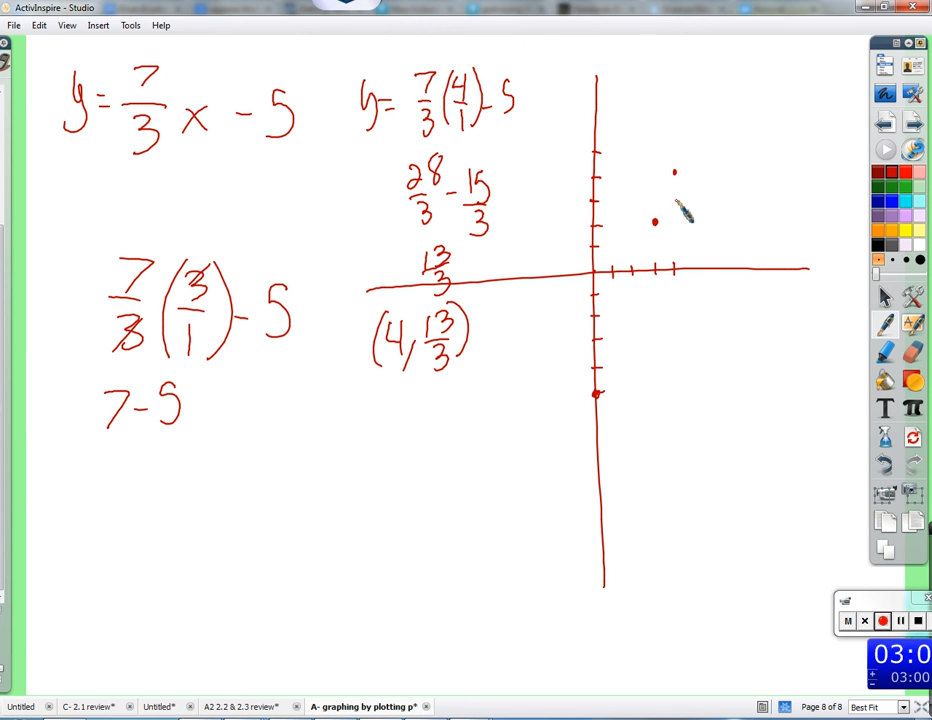 ActivInspire - Studio
File Edit View Insert Tools Help
y = 7/3 x - 5
y = 7/3 (4/1) - 5
28/3 - 15/3
13/3
(4, 13/3)
7/3 (3/1) - 5
7 - 5
M
03:0
03:00
Untitled C- 2.1 review* Untitled* A2 2.2 & 2.3 review* A- graphing by plotting p* Page 8 of 8 Best Fit